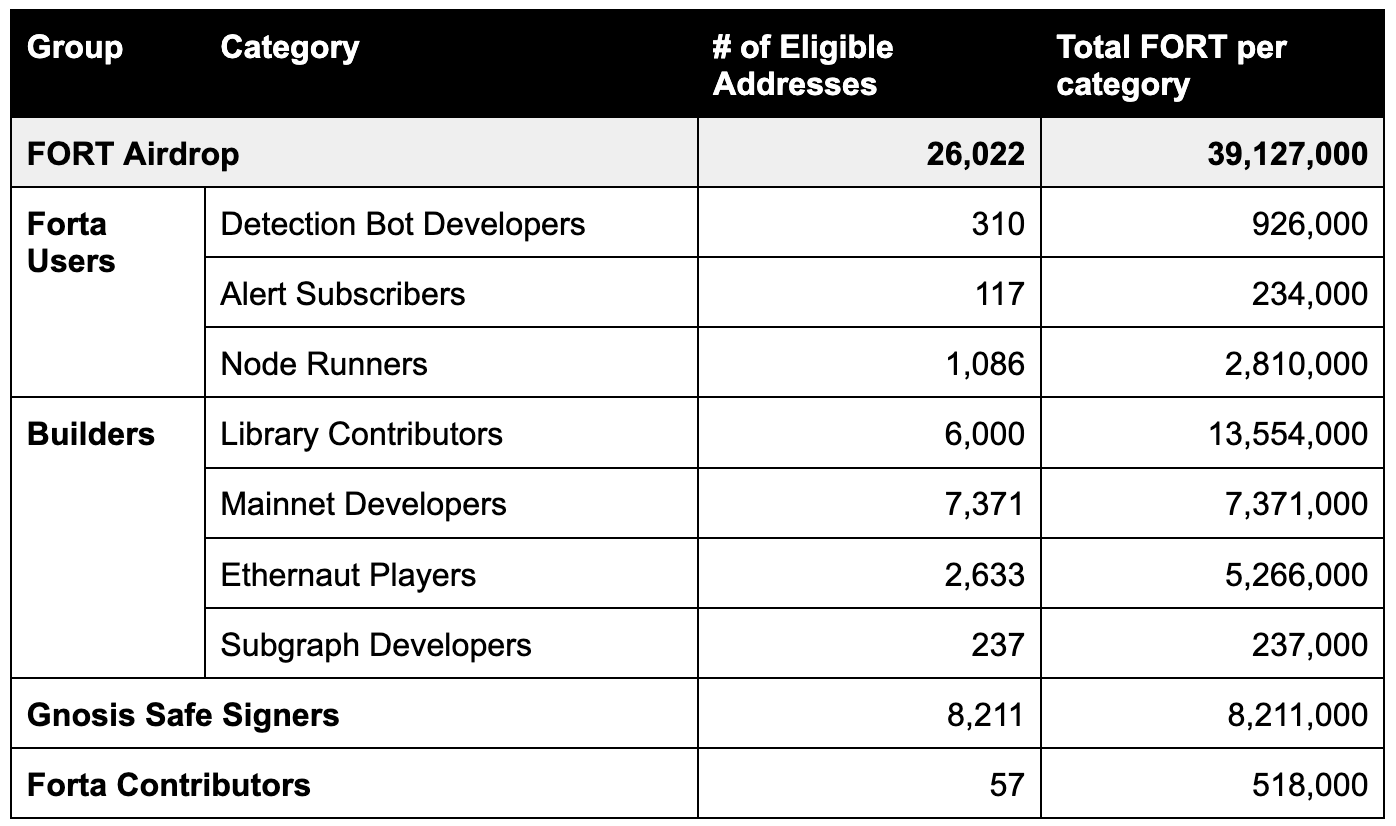 Group Category # of Eligible Addresses Total FORT per category
FORT Airdrop 26,022 39,127,000
Forta Users Detection Bot Developers 310 926,000
Alert Subscribers 117 234,000
Node Runners 1,086 2,810,000
Builders Library Contributors 6,000 13,554,000
Mainnet Developers 7,371 7,371,000
Ethernaut Players 2,633 5,266,000
Subgraph Developers 237 237,000
Gnosis Safe Signers 8,211 8,211,000
Forta Contributors 57 518,000